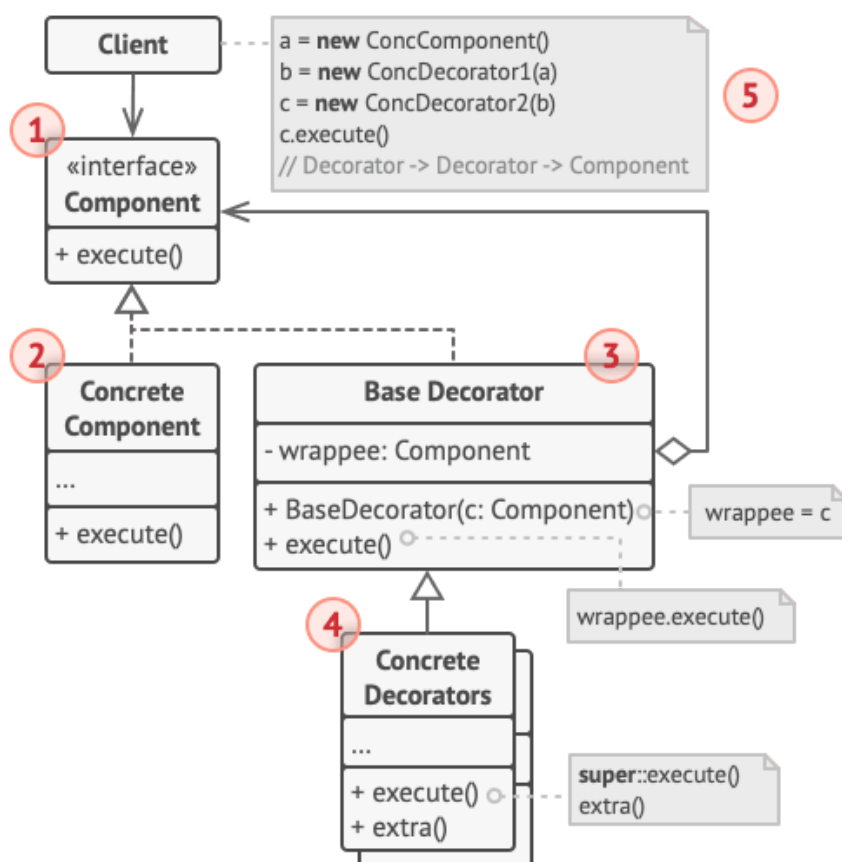 Client
a = new ConcComponent()
b = new ConcDecorator1(a)
c = new ConcDecorator2(b)
c.execute()
// Decorator -> Decorator -> Component
5
1
«interface»
Component
+ execute()
2
Concrete
Component
...
+ execute()
3
Base Decorator
- wrappee: Component
+ BaseDecorator(c: Component)
+ execute()
wrappee = c
wrappee.execute()
4
Concrete
Decorators
...
+ execute()
+ extra()
super::execute()
extra()